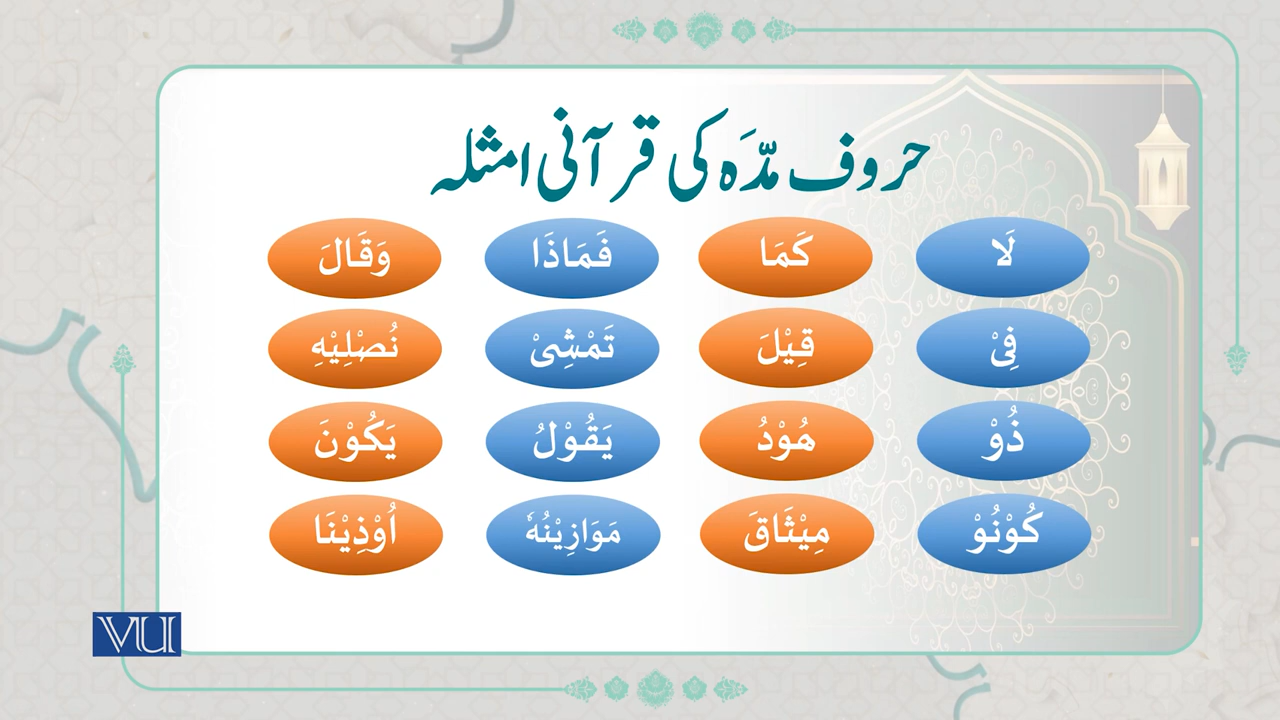 حروف مدّہ کی قرآنی امثلہ
لَا كَمَا فَمَاذَا وَقَالَ
فِیْ قِيْلَ تَمْشِیْ نُصْلِيْهِ
ذُوْ هُوْدُ يَقُوْلُ يَكُوْنَ
كُوْنُوْ مِيْثَاقَ مَوَازِيْنُهٗ اُوْذِيْنَا
VU